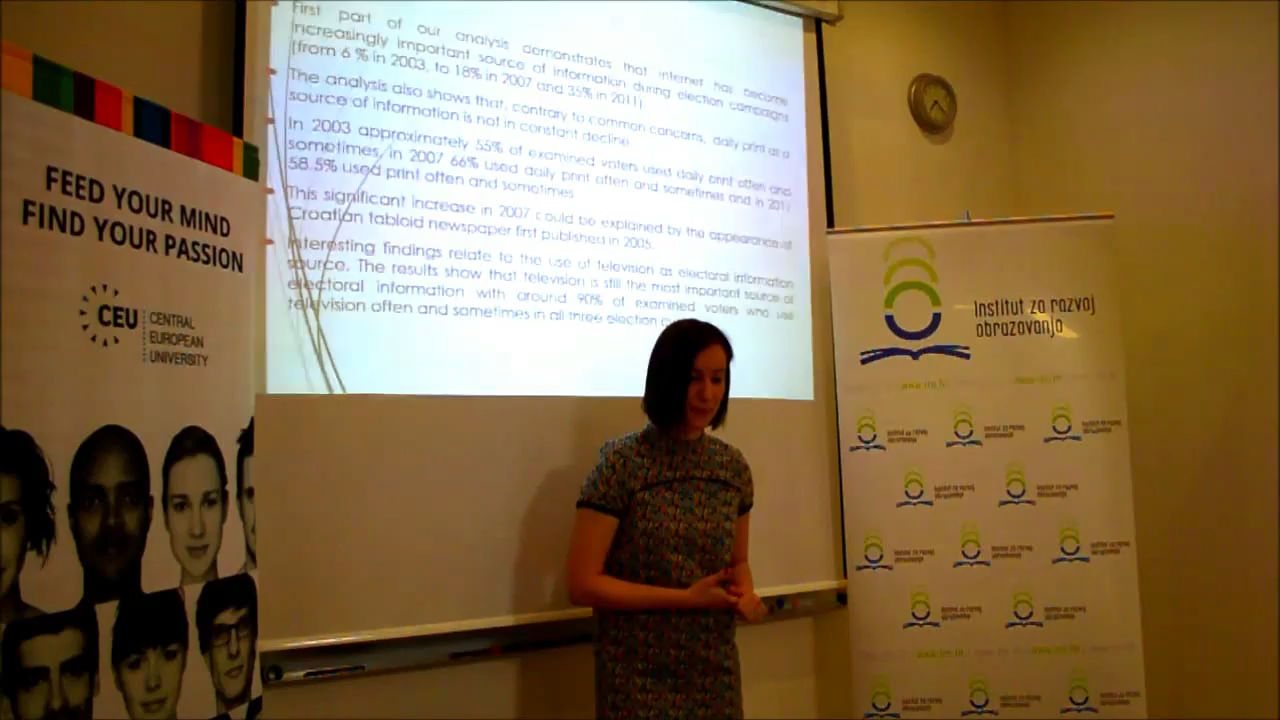 First part of our analysis demonstrates that internet has become
increasingly important source of information during election campaigns
(from 6 % in 2003, to 18% in 2007 and 35% in 2011)
The analysis also shows that, contrary to common concerns, daily print as a
source of information is not in constant decline
In 2003 approximately 55% of examined voters used daily print often and
sometimes, in 2007 66% used daily print often and sometimes and in 2011
58.5% used print often and sometimes
This significant increase in 2007 could be explained by the appearance of
Croatian tabloid newspaper first published in 2005.
Interesting findings relate to the use of television as electoral information
source. The results show that television is still the most important source of
electoral information with around 90% of examined voters who use
television often and sometimes in all three election
FEED YOUR MIND
FIND YOUR PASSION
CEU
CENTRAL
EUROPEAN
UNIVERSITY
Institut za razvoj
obrazovanja